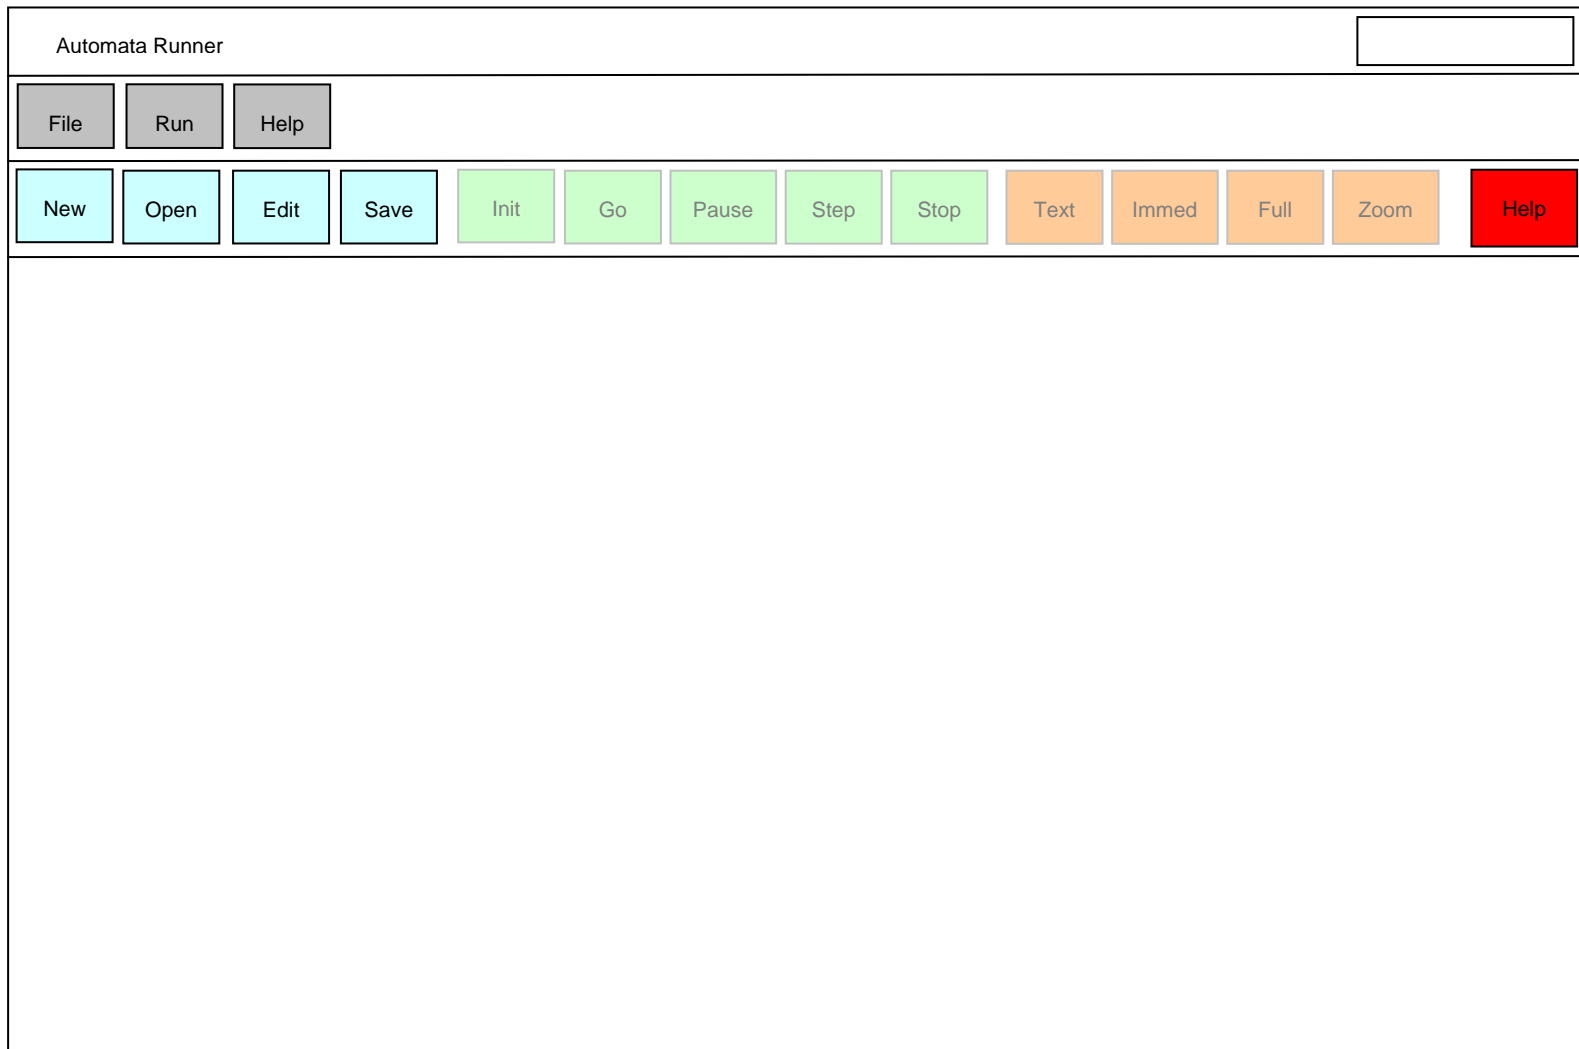 Automata Runner
File Run Help
New Open Edit Save Init Go Pause Step Stop Text Immed Full Zoom Help